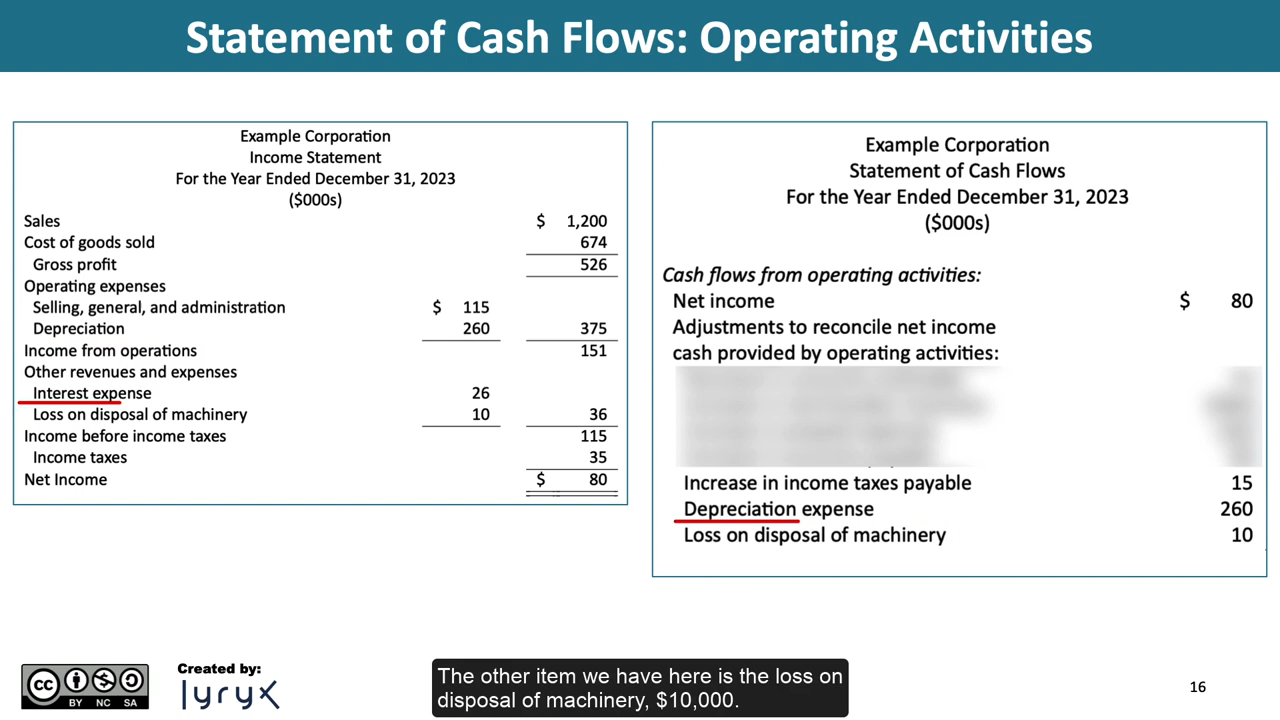 Statement of Cash Flows: Operating Activities
Example Corporation
Income Statement
For the Year Ended December 31, 2023
($000s)
Sales $ 1,200
Cost of goods sold 674
Gross profit 526
Operating expenses
Selling, general, and administration $ 115
Depreciation 260 375
Income from operations 151
Other revenues and expenses
Interest expense 26
Loss on disposal of machinery 10 36
Income before income taxes 115
Income taxes 35
Net Income $ 80
Example Corporation
Statement of Cash Flows
For the Year Ended December 31, 2023
($000s)
Cash flows from operating activities:
Net income $ 80
Adjustments to reconcile net income
cash provided by operating activities:
Increase in income taxes payable 15
Depreciation expense 260
Loss on disposal of machinery 10
cc BY NC SA
Created by:
lyryx
The other item we have here is the loss on
disposal of machinery, $10,000.
16